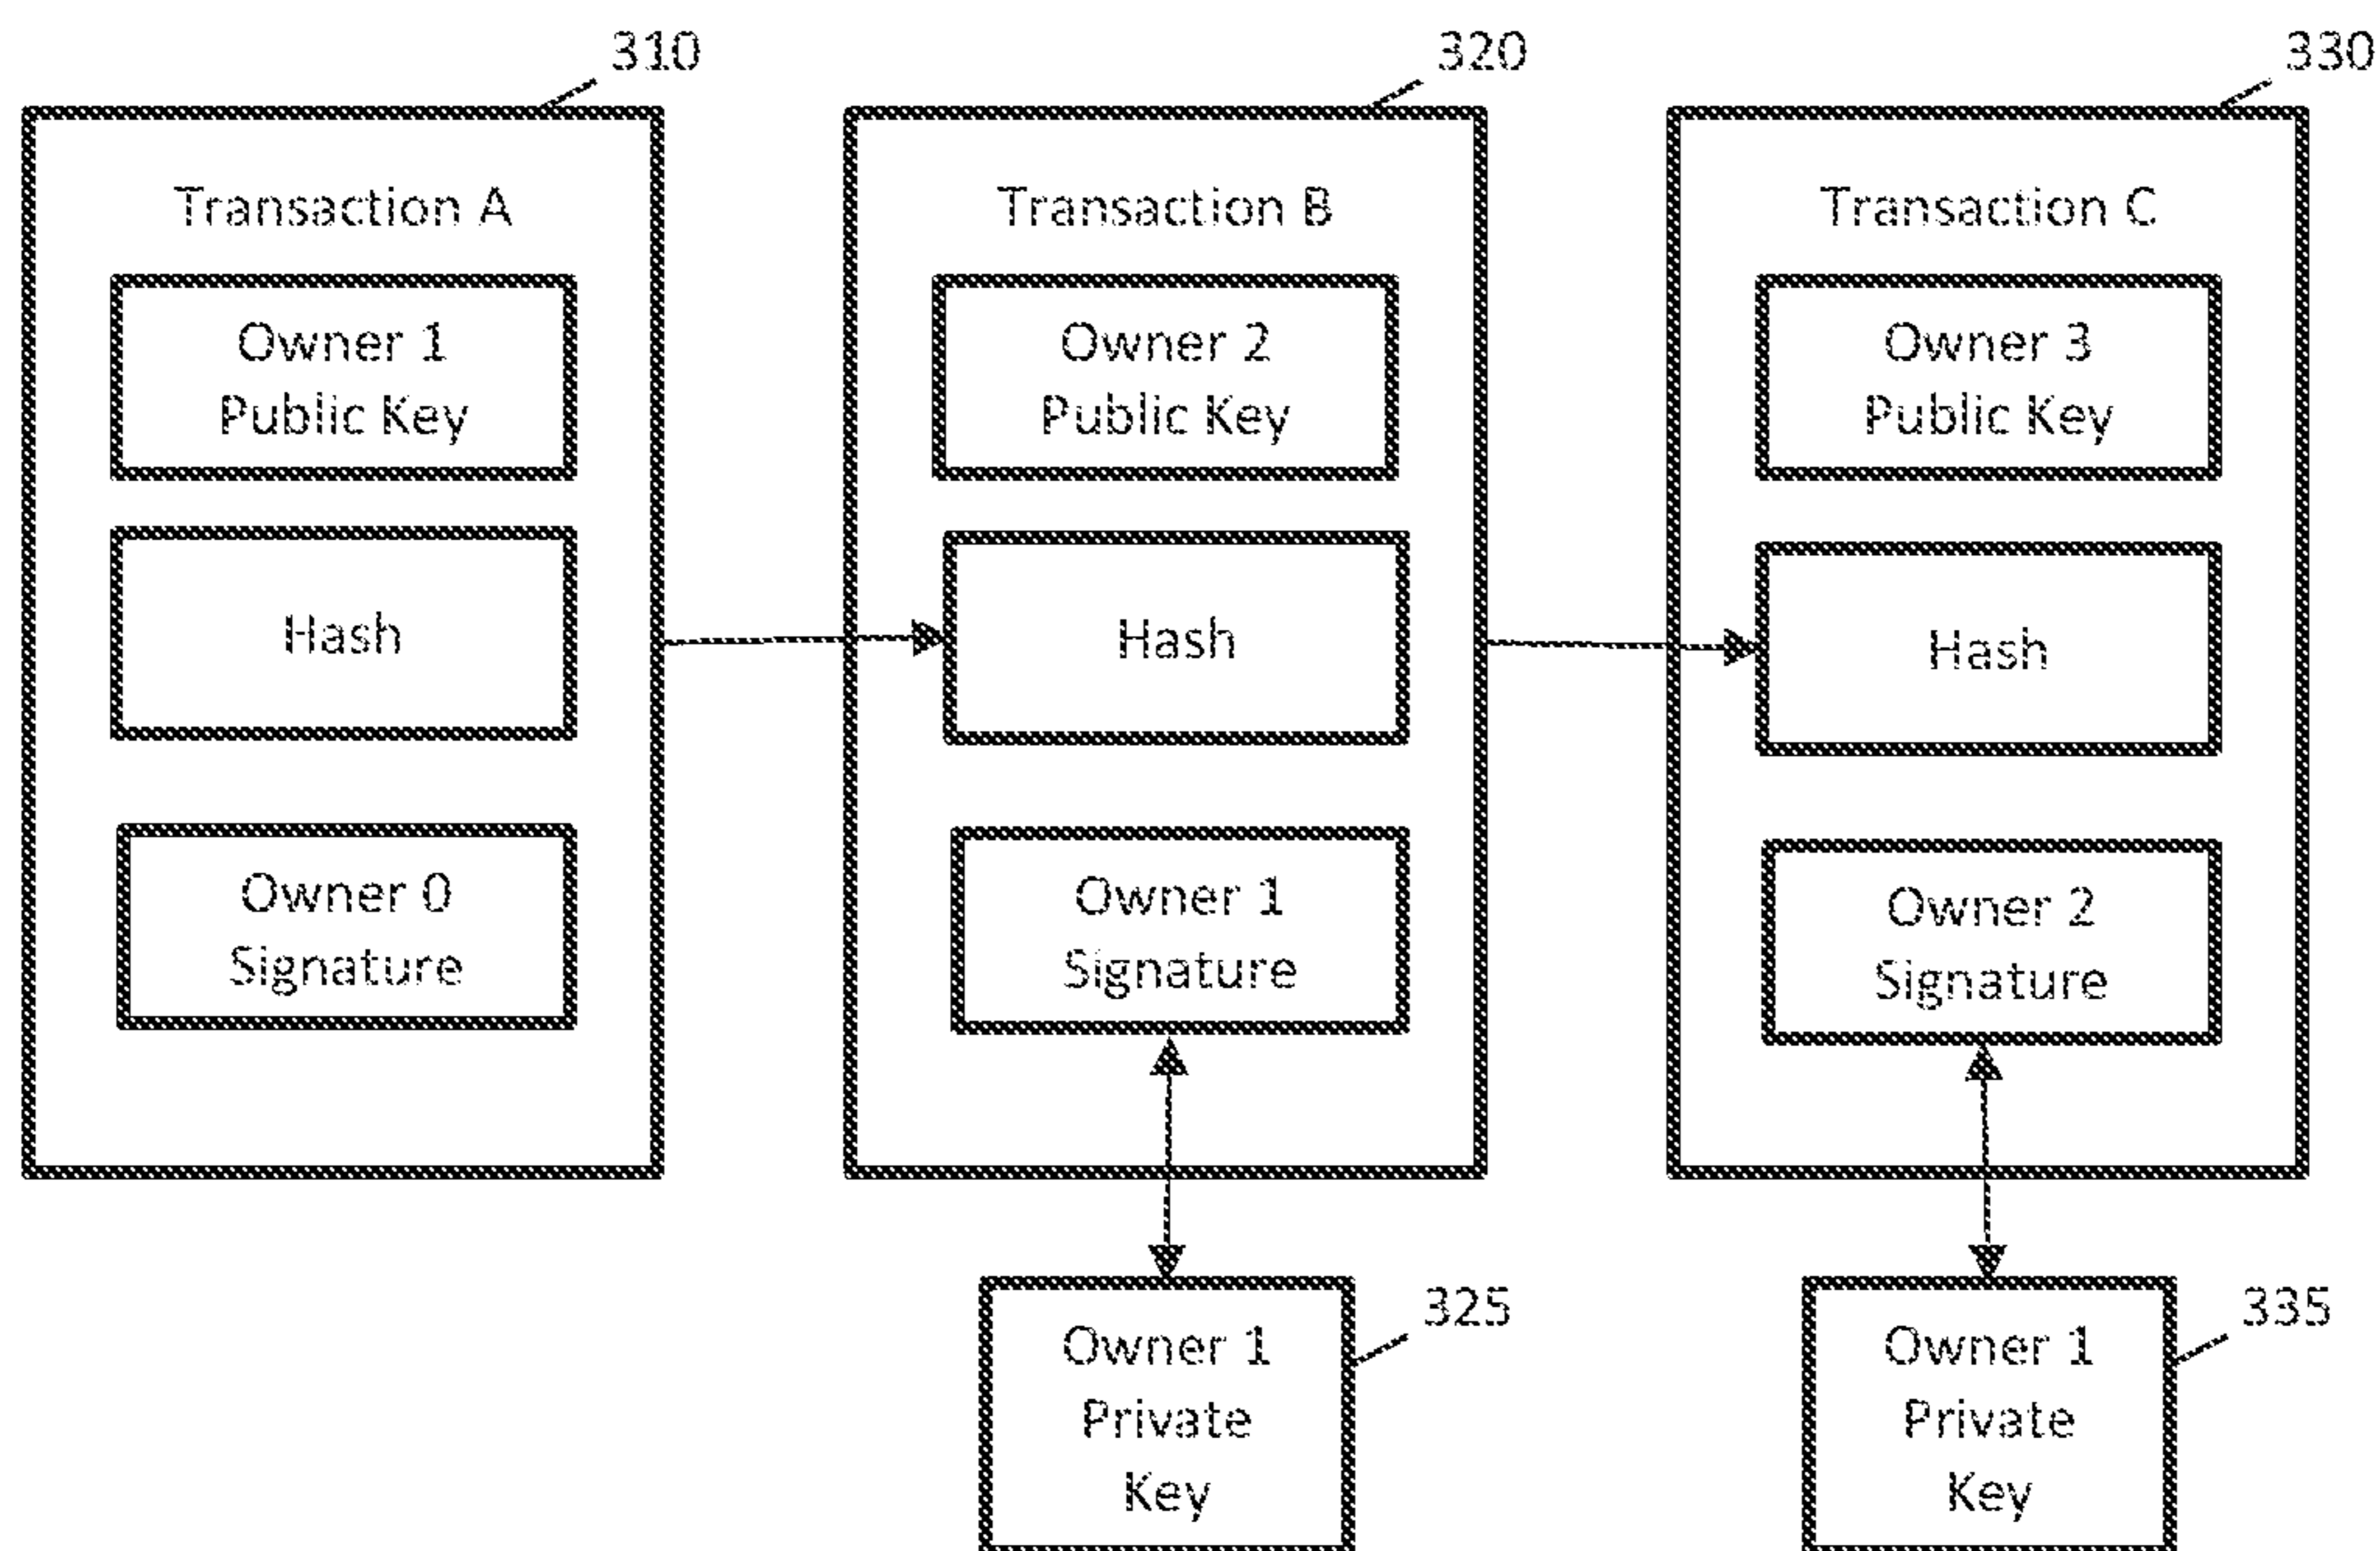 310
320
330
Transaction A
Transaction B
Transaction C
Owner 1
Public Key
Owner 2
Public Key
Owner 3
Public Key
Hash
Hash
Hash
Owner 0
Signature
Owner 1
Signature
Owner 2
Signature
325
335
Owner 1
Private
Key
Owner 1
Private
Key